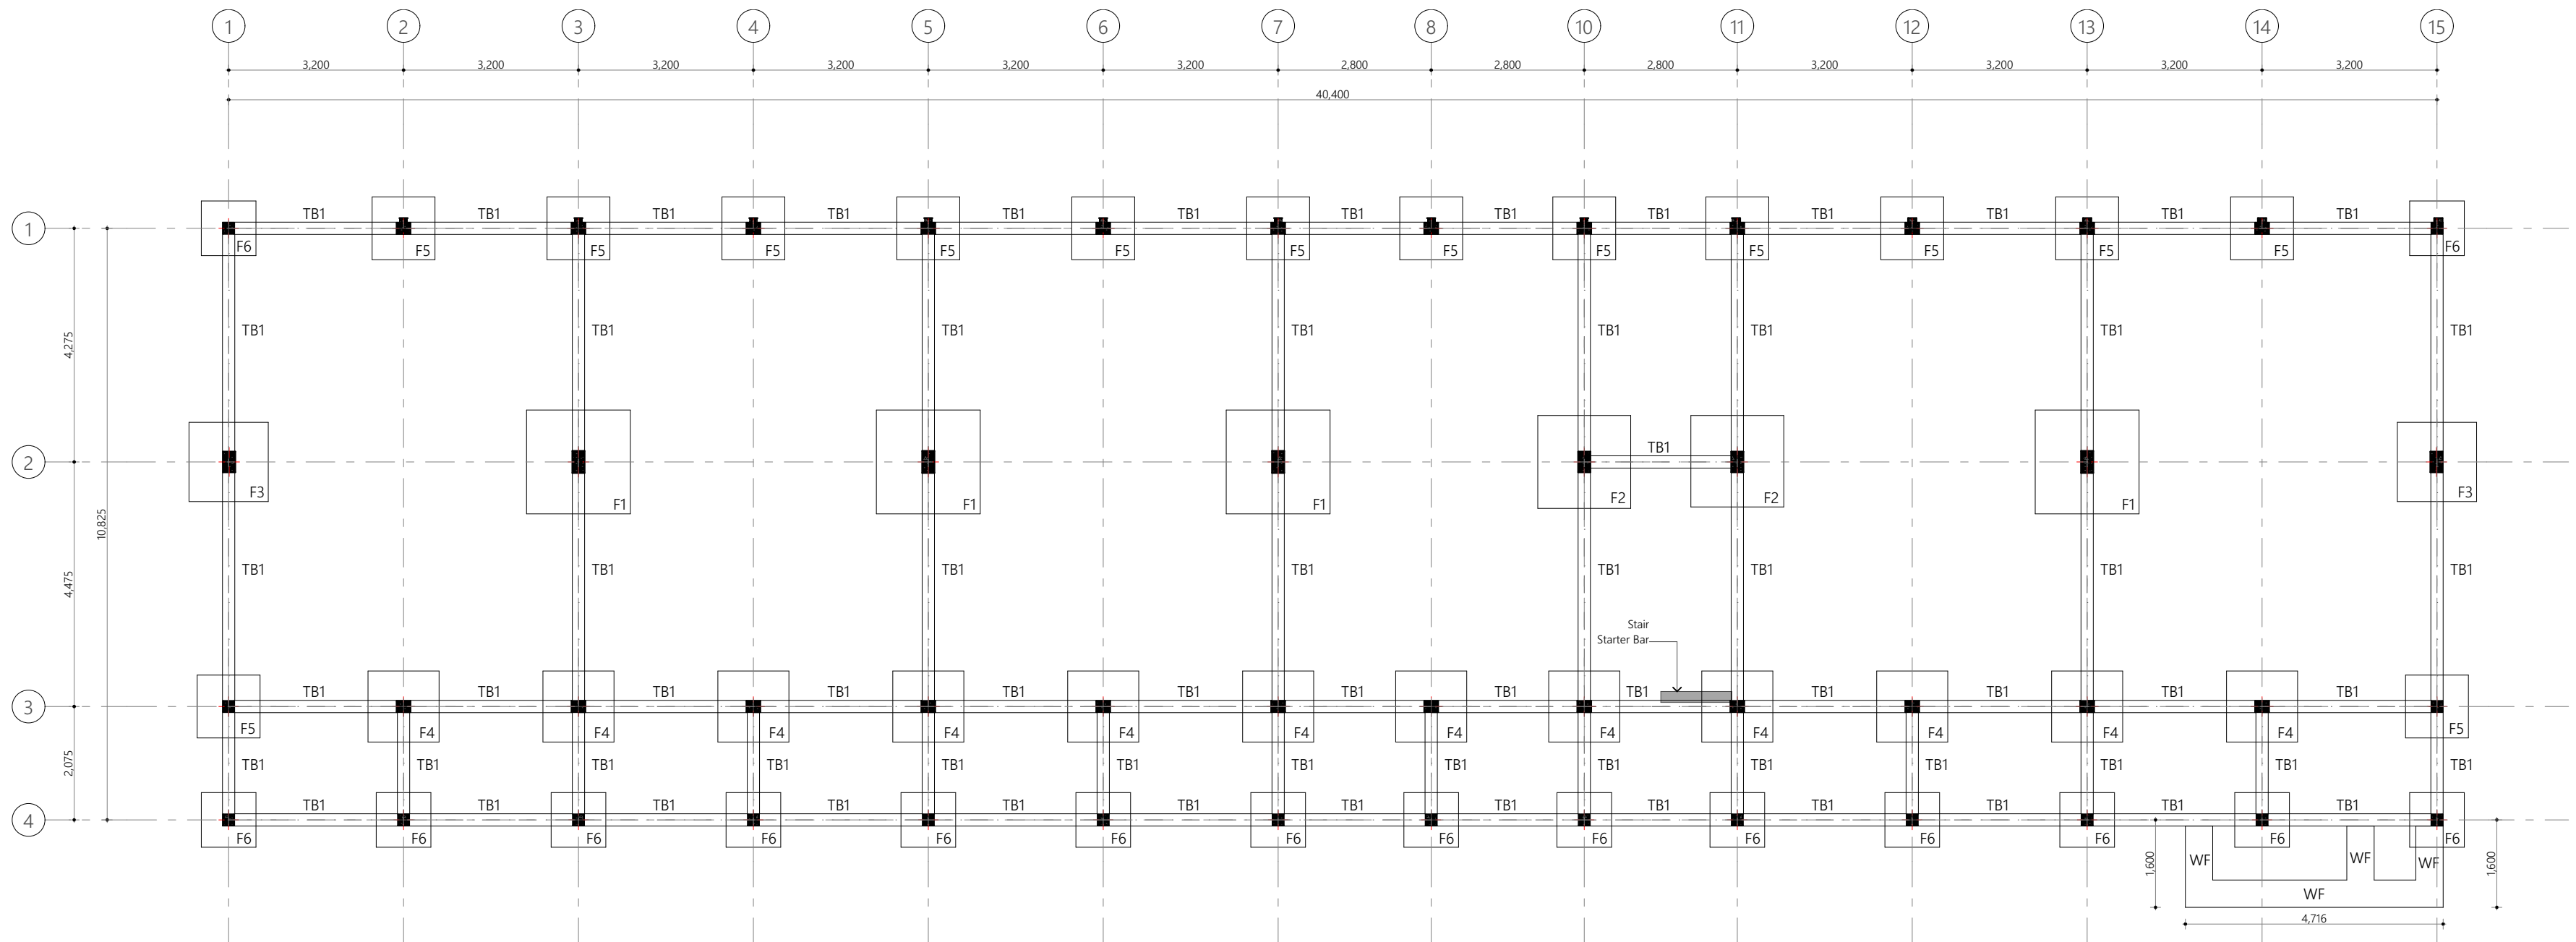 1 2 3 4 5 6 7 8 10 11 12 13 14 15
3,200 3,200 3,200 3,200 3,200 3,200 2,800 2,800 2,800 3,200 3,200 3,200 3,200
40,400
TB1 TB1 TB1 TB1 TB1 TB1 TB1 TB1 TB1 TB1 TB1 TB1 TB1
1
F6 F5 F5 F5 F5 F5 F5 F5 F5 F5 F5 F5 F5 F6
4,275
TB1 TB1 TB1 TB1 TB1 TB1 TB1 TB1
TB1
2
F3 F1 F1 F1 F2 F2 F1 F3
10,825
4,475
TB1 TB1 TB1 TB1 TB1 TB1 TB1 TB1
Stair
Starter Bar
TB1 TB1 TB1 TB1 TB1 TB1 TB1 TB1 TB1 TB1 TB1 TB1 TB1
3
F5 F4 F4 F4 F4 F4 F4 F4 F4 F4 F4 F4 F4 F5
2,075
TB1 TB1 TB1 TB1 TB1 TB1 TB1 TB1 TB1 TB1 TB1 TB1 TB1 TB1
TB1 TB1 TB1 TB1 TB1 TB1 TB1 TB1 TB1 TB1 TB1 TB1 TB1
4
F6 F6 F6 F6 F6 F6 F6 F6 F6 F6 F6 F6 F6 F6
1,600 WF WF WF 1,600
WF
4,716